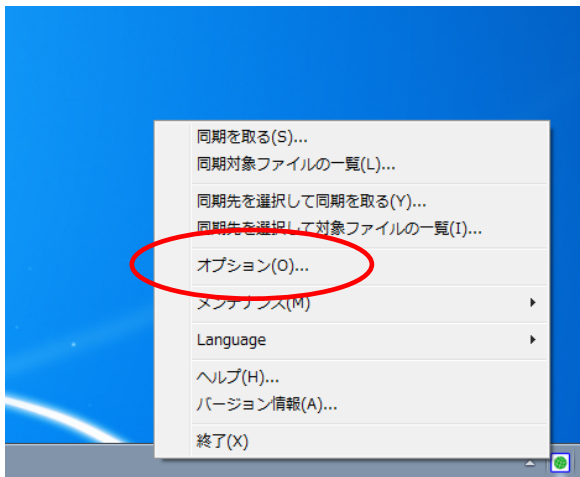 同期を取る(S)...
同期対象ファイルの一覧(L)...
同期先を選択して同期を取る(Y)...
同期先を選択して対象ファイルの一覧(I)...
オプション(O)...
メンテナンス(M)
Language
ヘルプ(H)...
バージョン情報(A)...
終了(X)